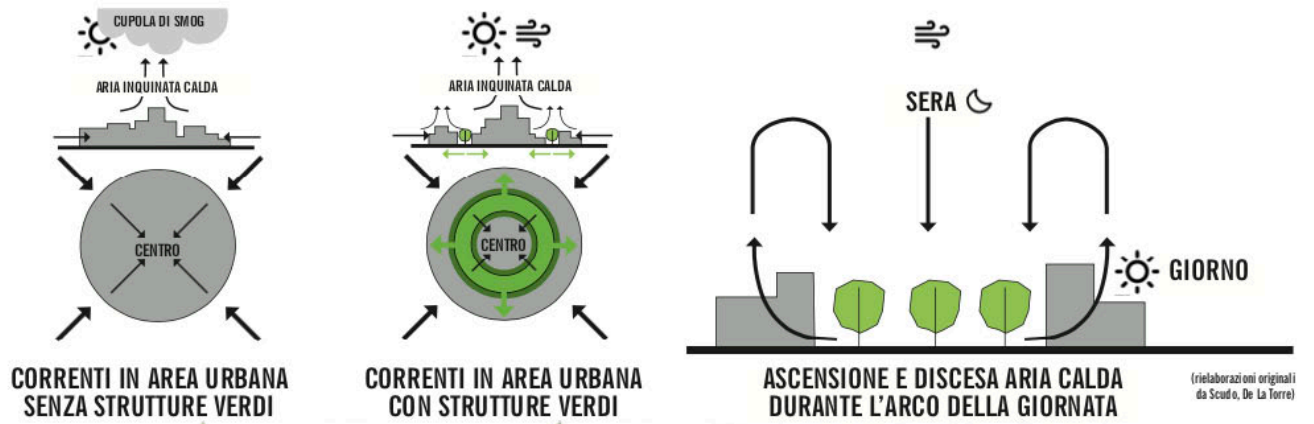 CUPOLA DI SMOG
ARIA INQUINATA CALDA
CENTRO
CORRENTI IN AREA URBANA
SENZA STRUTTURE VERDI
ARIA INQUINATA CALDA
CENTRO
CORRENTI IN AREA URBANA
CON STRUTTURE VERDI
SERA
GIORNO
ASCENSIONE E DISCESA ARIA CALDA
DURANTE L'ARCO DELLA GIORNATA
(rielaborazioni originali
da Scudo, De La Torre)